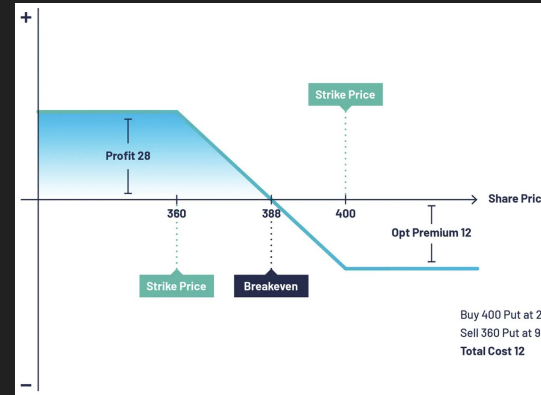 +
Strike Price
Profit 28
Share Pric
360
388
400
Opt Premium 12
Strike Price
Breakeven
Buy 400 Put at 2
Sell 360 Put at 9
Total Cost 12
−